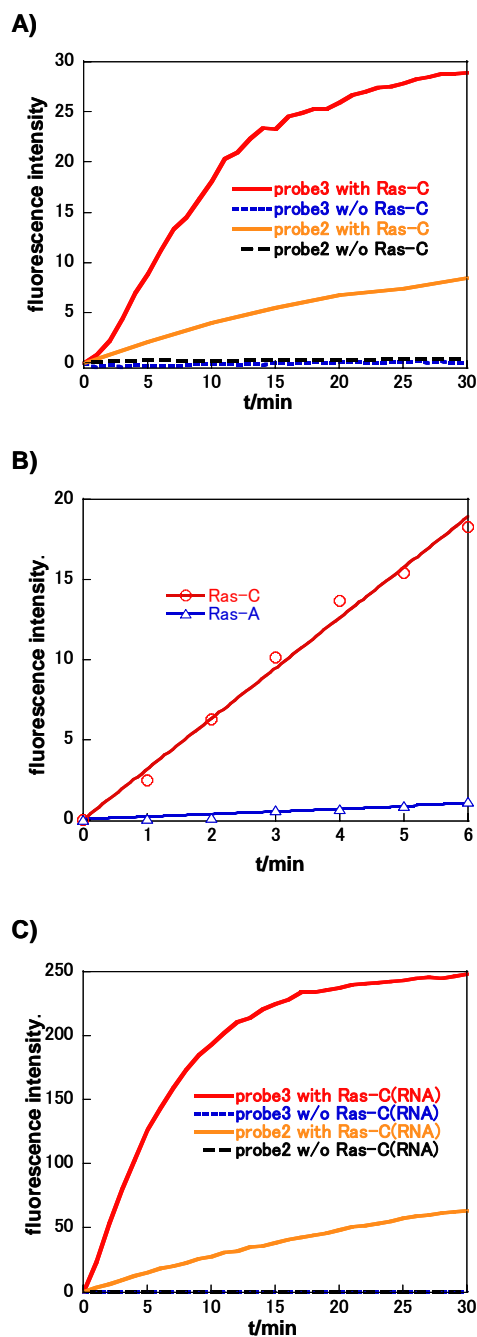 A)
30
25
20
15
10
5
0
fluorescence intensity
probe3 with Ras-C
probe3 w/o Ras-C
probe2 with Ras-C
probe2 w/o Ras-C
0 5 10 15 20 25 30
t/min
B)
20
15
10
5
0
fluorescence intensity.
Ras-C
Ras-A
0 1 2 3 4 5 6
t/min
C)
250
200
150
100
50
0
fluorescence intensity.
probe3 with Ras-C(RNA)
probe3 w/o Ras-C(RNA)
probe2 with Ras-C(RNA)
probe2 w/o Ras-C(RNA)
0 5 10 15 20 25 30
t/min